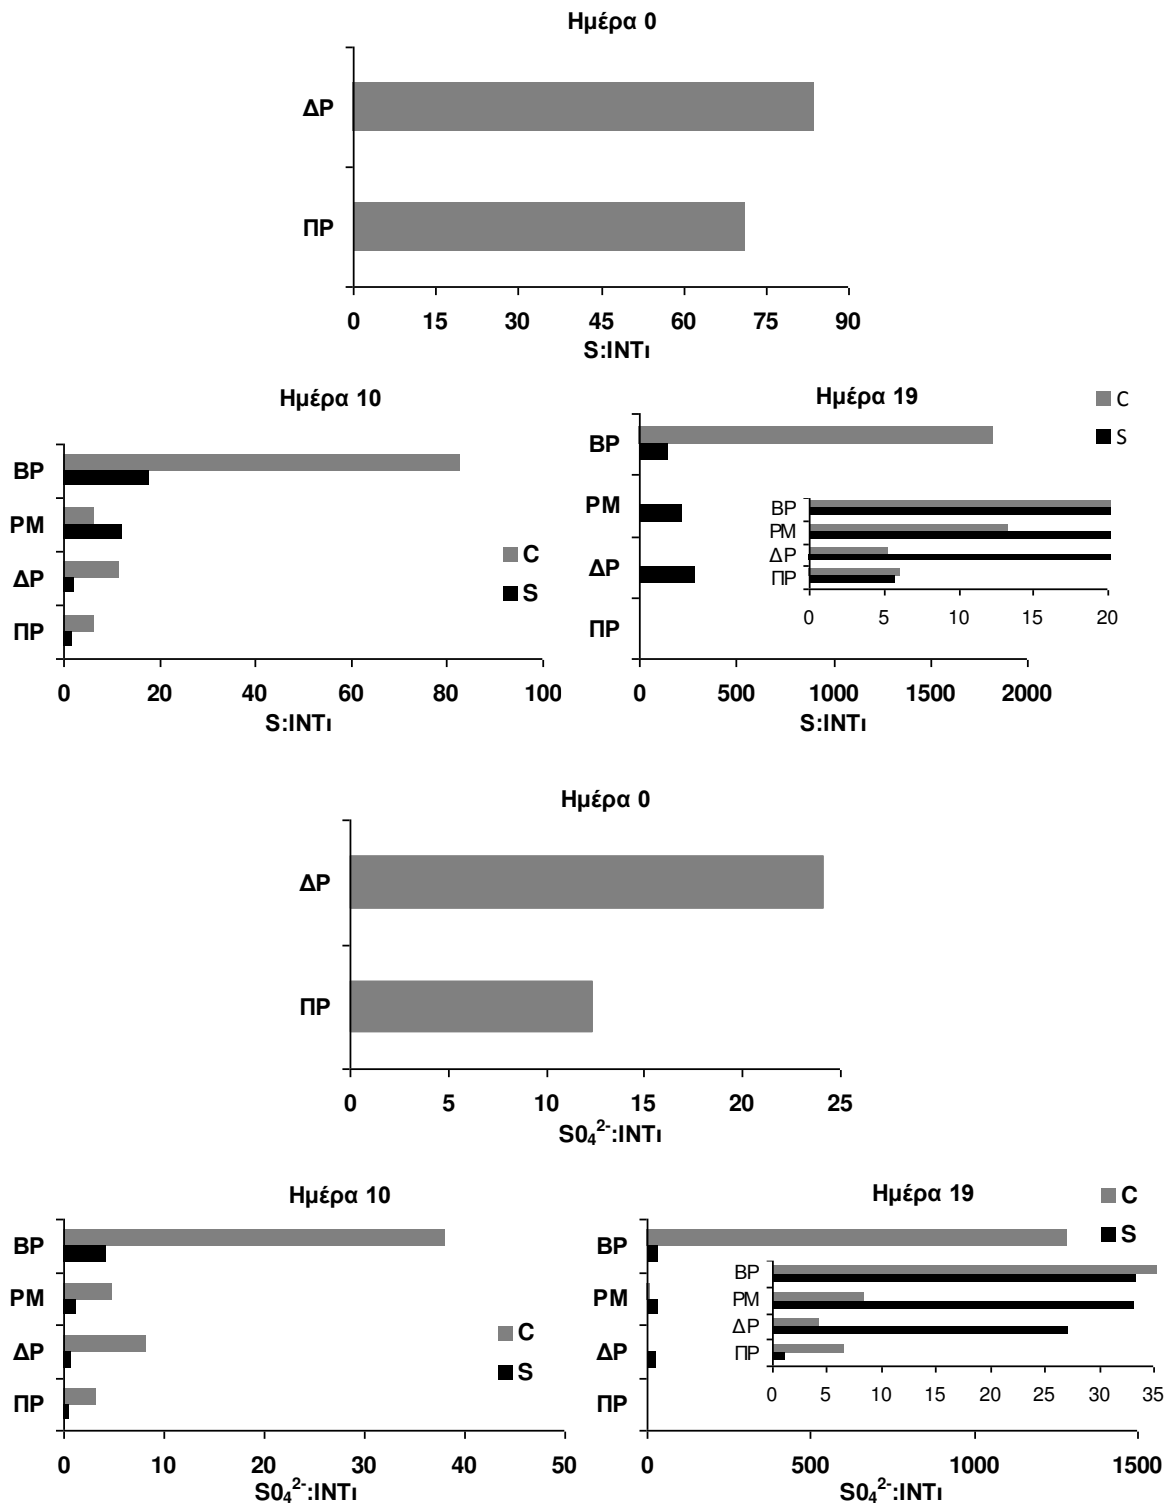 Ημέρα 0
ΔΡ
ΠΡ
0 15 30 45 60 75 90
S:INTι
Ημέρα 10
ΒΡ
ΡΜ
ΔΡ
ΠΡ
C
S
0 20 40 60 80 100
S:INTι
Ημέρα 19
C
S
ΒΡ
ΡΜ
ΔΡ
ΠΡ
ΒΡ
ΡΜ
ΔΡ
ΠΡ
0 5 10 15 20
0 500 1000 1500 2000
S:INTι
Ημέρα 0
ΔΡ
ΠΡ
0 5 10 15 20 25
S0₄²⁻:INTι
Ημέρα 10
ΒΡ
ΡΜ
ΔΡ
ΠΡ
C
S
0 10 20 30 40 50
S0₄²⁻:INTι
Ημέρα 19
C
S
ΒΡ
ΡΜ
ΔΡ
ΠΡ
ΒΡ
ΡΜ
ΔΡ
ΠΡ
0 5 10 15 20 25 30 35
0 500 1000 1500
S0₄²⁻:INTι